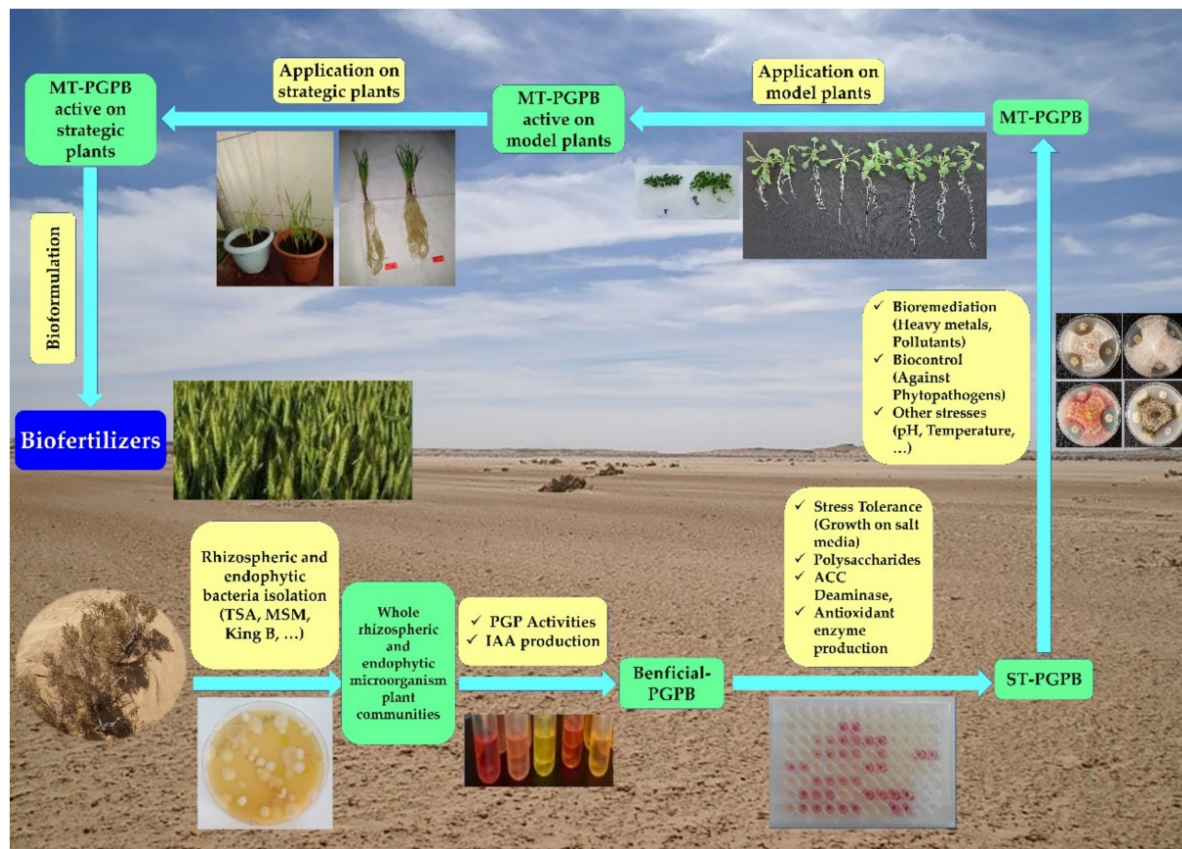 MT-PGPB
active on
strategic
plants
Application on
strategic plants
MT-PGPB
active on
model plants
Application on
model plants
MT-PGPB
Bioformulation
Biofertilizers
✓ Bioremediation
(Heavy metals,
Pollutants)
✓ Biocontrol
(Against
Phytopathogens)
✓ Other stresses
(pH, Temperature,
...)
Rhizospheric and
endophytic
bacteria isolation
(TSA, MSM,
King B, ...)
Whole
rhizospheric
and
endophytic
microorganism
plant
communities
✓ PGP Activities
✓ IAA production
Benficial-
PGPB
✓ Stress Tolerance
(Growth on salt
media)
✓ Polysaccharides
✓ ACC
Deaminase,
✓ Antioxidant
enzyme
production
ST-PGPB